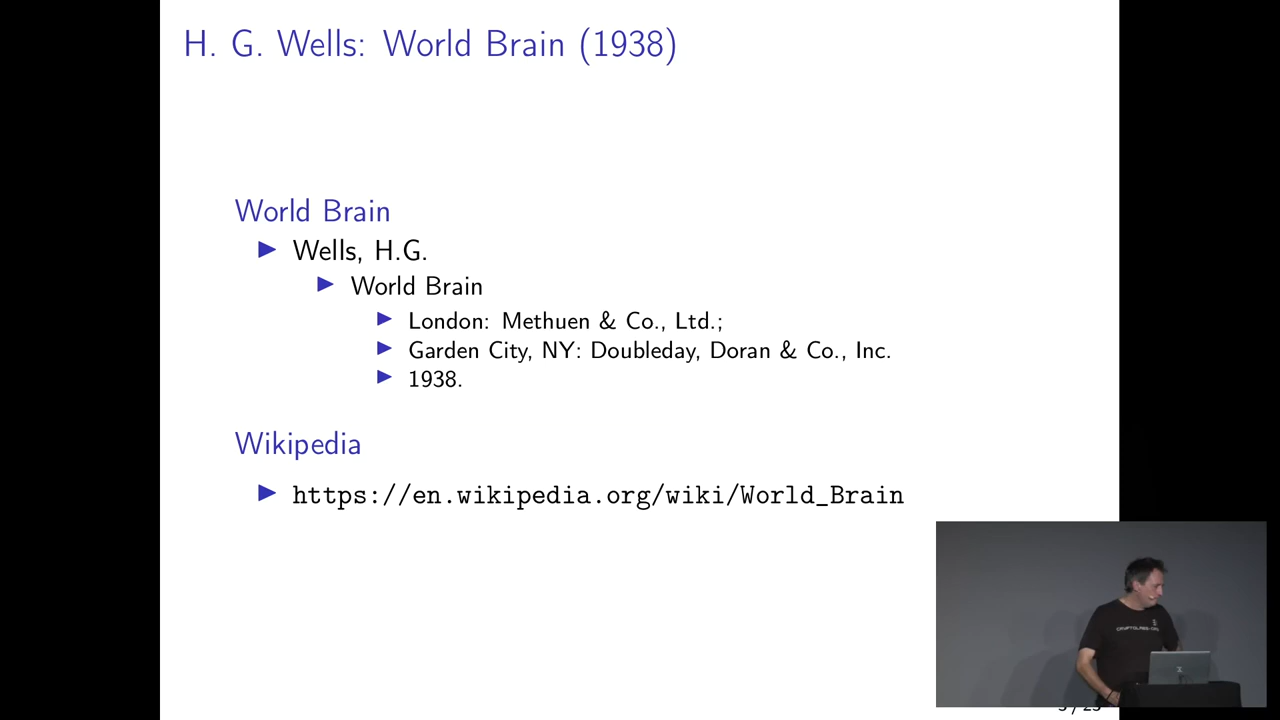 H. G. Wells: World Brain (1938)
World Brain
▶ Wells, H.G.
▶ World Brain
▶ London: Methuen & Co., Ltd.;
▶ Garden City, NY: Doubleday, Doran & Co., Inc.
▶ 1938.
Wikipedia
▶ https://en.wikipedia.org/wiki/World_Brain